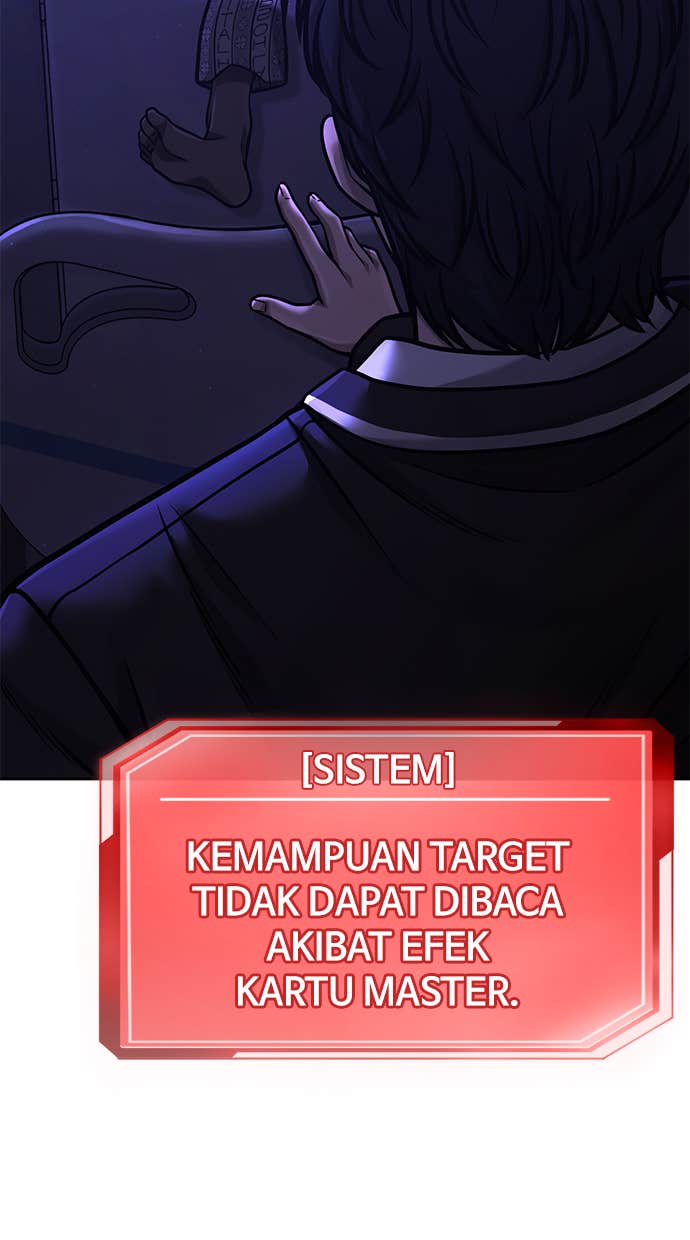 [SISTEM]
KEMAMPUAN TARGET
TIDAK DAPAT DIBACA
AKIBAT EFEK
KARTU MASTER.